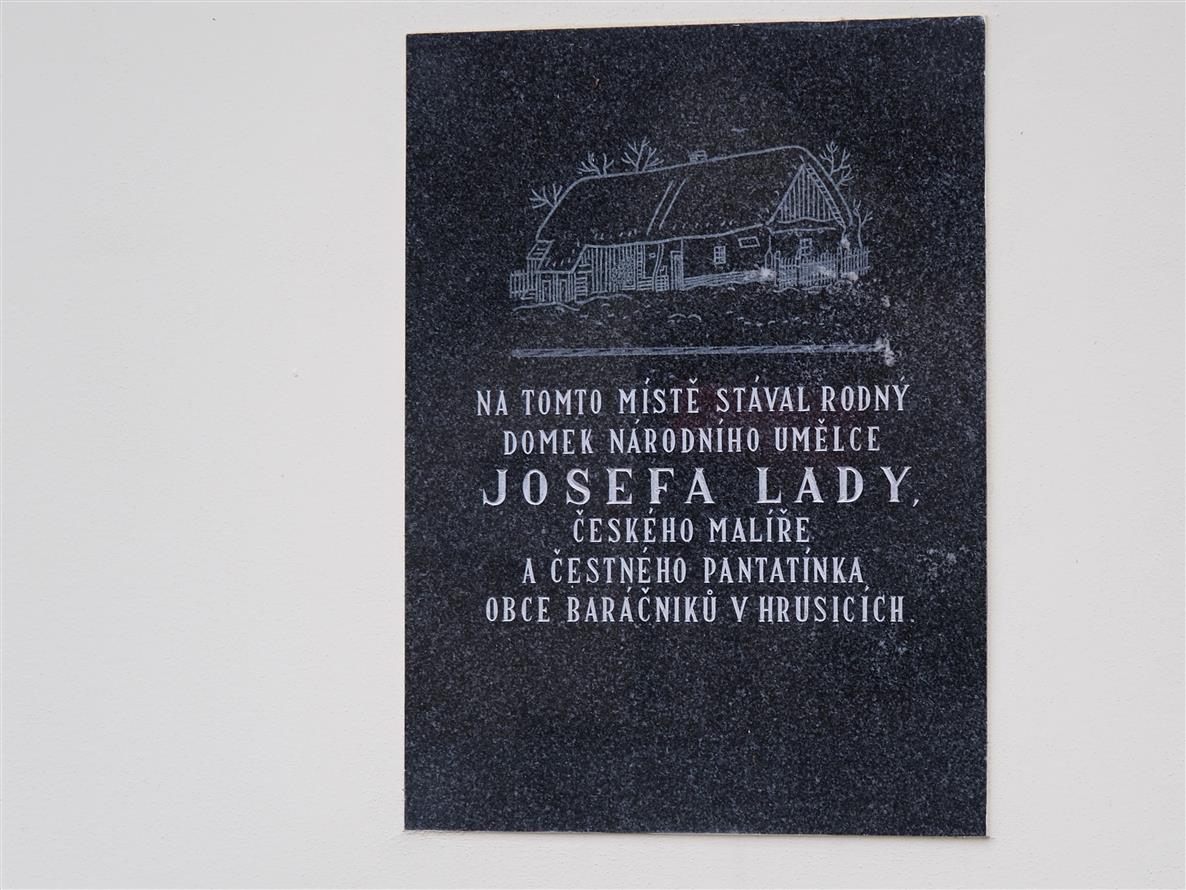 NA TOMTO MÍSTĚ STÁVAL RODNÝ
DOMEK NÁRODNÍHO UMĚLCE
JOSEFA LADY,
ČESKÉHO MALÍŘE
A ČESTNÉHO PANTATÍNKA
OBCE BARÁČNIKŮ V HRUSICÍCH.